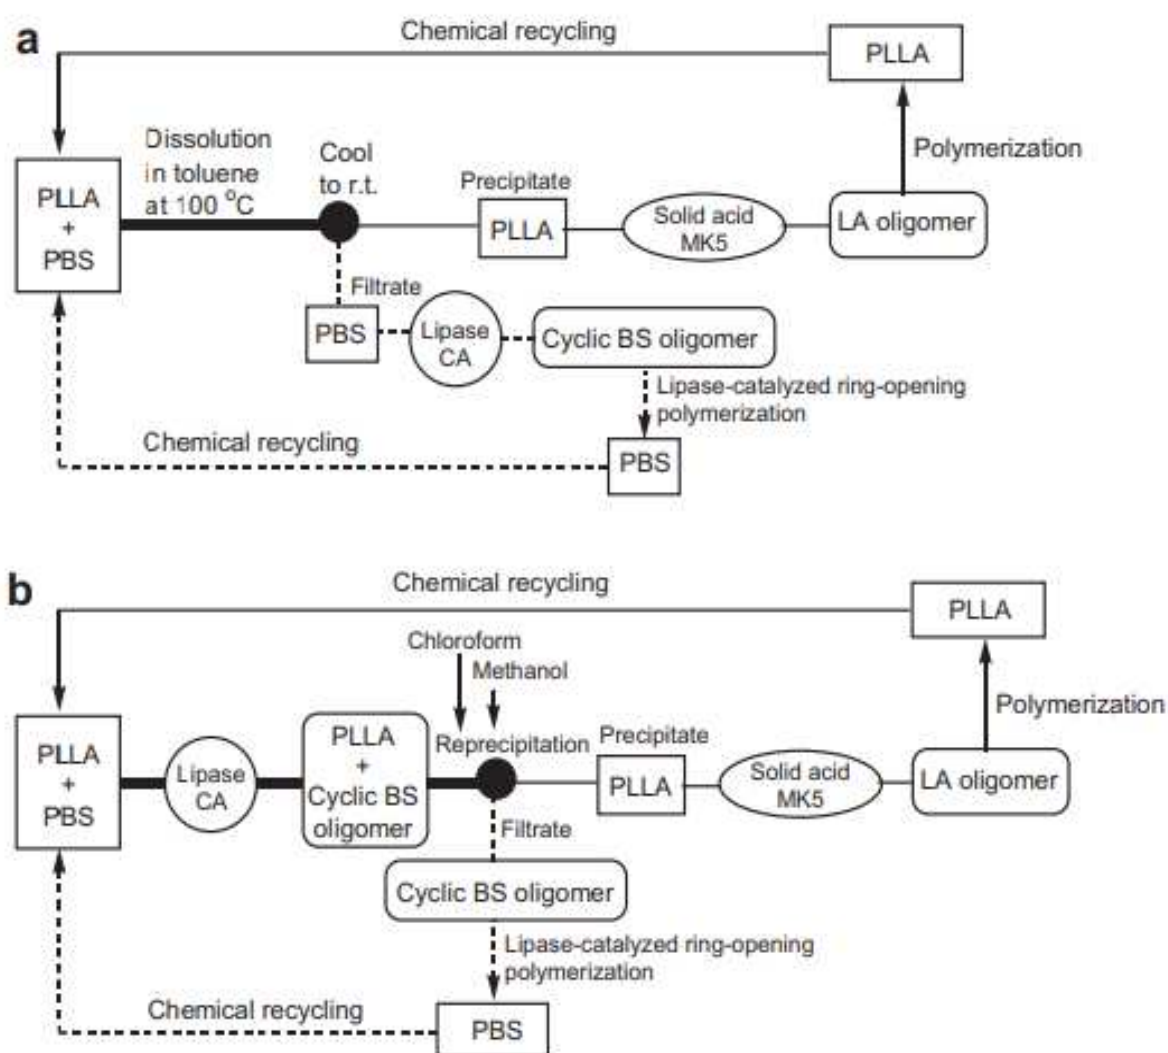 a
Chemical recycling
PLLA
Dissolution
in toluene
at 100 °C
Cool
to r.t.
Polymerization
PLLA
+
PBS
Precipitate
PLLA
Solid acid
MK5
LA oligomer
Filtrate
PBS
Lipase
CA
Cyclic BS oligomer
Lipase-catalyzed ring-opening
polymerization
Chemical recycling
PBS
b
Chemical recycling
PLLA
Chloroform
Methanol
Polymerization
PLLA
+
PBS
Lipase
CA
PLLA
+
Cyclic BS
oligomer
Reprecipitation
Precipitate
PLLA
Solid acid
MK5
LA oligomer
Filtrate
Cyclic BS oligomer
Lipase-catalyzed ring-opening
polymerization
Chemical recycling
PBS